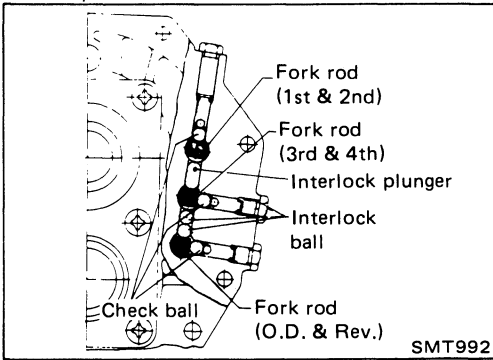 Fork rod
(1st & 2nd)
Fork rod
(3rd & 4th)
Interlock plunger
Interlock
ball
Check ball
Fork rod
(O.D. & Rev.)
SMT992